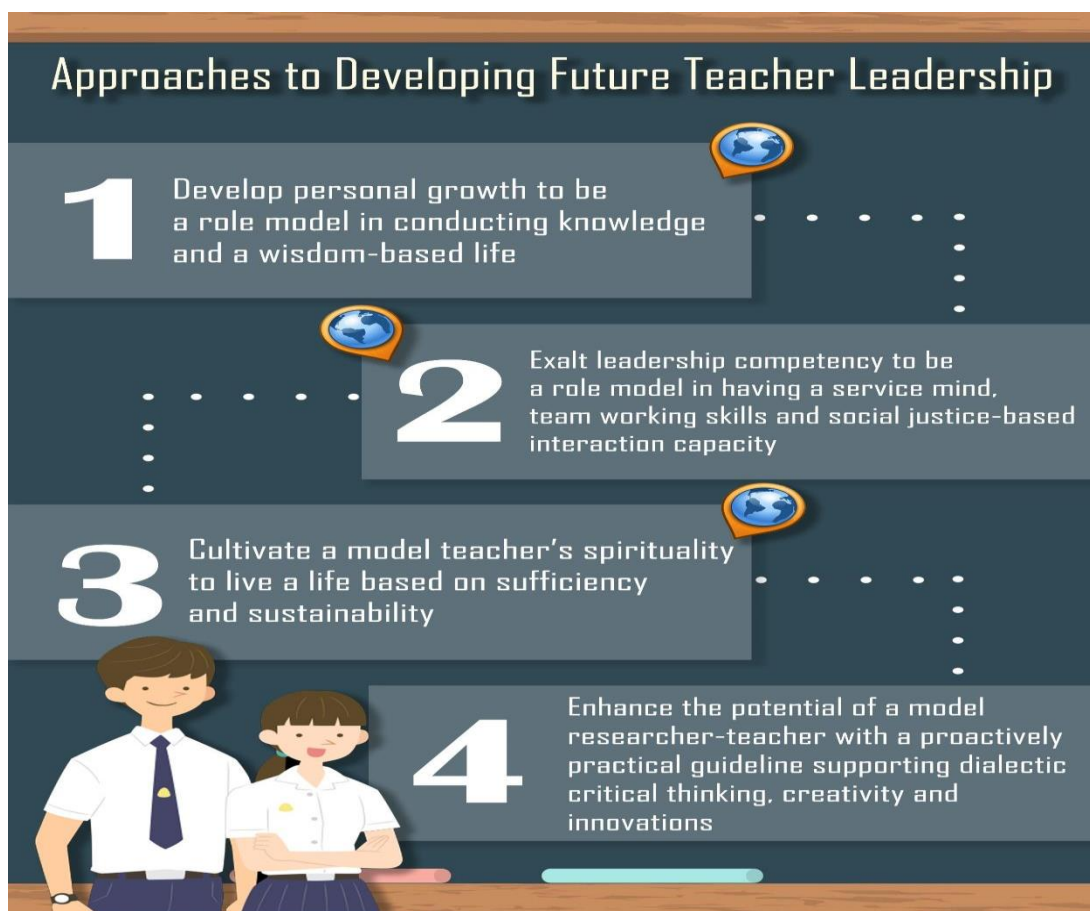 Approaches to Developing Future Teacher Leadership
1
Develop personal growth to be
a role model in conducting knowledge
and a wisdom-based life
2
Exalt leadership competency to be
a role model in having a service mind,
team working skills and social justice-based
interaction capacity
3
Cultivate a model teacher's spirituality
to live a life based on sufficiency
and sustainability
4
Enhance the potential of a model
researcher-teacher with a proactively
practical guideline supporting dialectic
critical thinking, creativity and
innovations